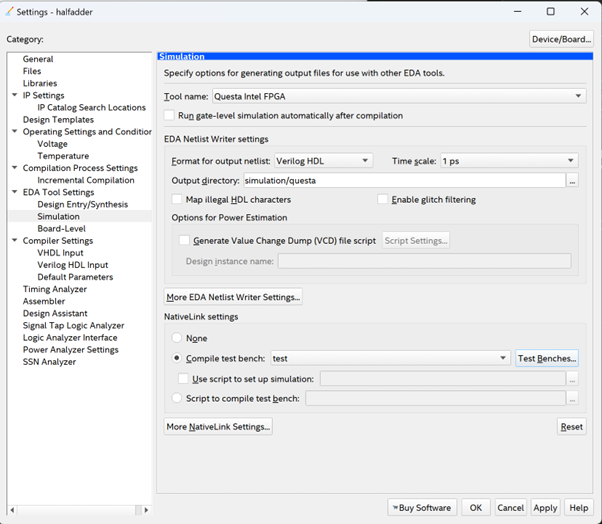 Settings - halfadder
Category:
Device/Board...
General
Files
Libraries
IP Settings
IP Catalog Search Locations
Design Templates
Operating Settings and Condition
Voltage
Temperature
Compilation Process Settings
Incremental Compilation
EDA Tool Settings
Design Entry/Synthesis
Simulation
Board-Level
Compiler Settings
VHDL Input
Verilog HDL Input
Default Parameters
Timing Analyzer
Assembler
Design Assistant
Signal Tap Logic Analyzer
Logic Analyzer Interface
Power Analyzer Settings
SSN Analyzer
Simulation
Specify options for generating output files for use with other EDA tools.
Tool name: Questa Intel FPGA
Run gate-level simulation automatically after compilation
EDA Netlist Writer settings
Format for output netlist: Verilog HDL Time scale: 1 ps
Output directory: simulation/questa ...
Map illegal HDL characters Enable glitch filtering
Options for Power Estimation
Generate Value Change Dump (VCD) file script Script Settings...
Design instance name:
More EDA Netlist Writer Settings...
NativeLink settings
None
Compile test bench: test Test Benches...
Use script to set up simulation: ...
Script to compile test bench: ...
More NativeLink Settings... Reset
Buy Software OK Cancel Apply Help